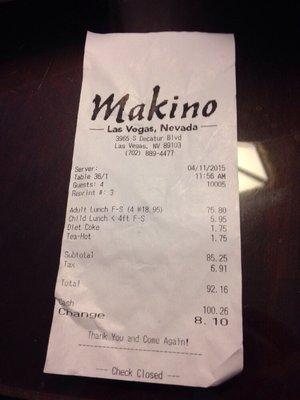 Makino
Las Vegas, Nevada
3965 S Decatur Blvd
Las Vegas, NV 89103
(702) 889-4477
Server: 04/11/2015
Table 36/1 11:56 AM
Guests: 4 10005
Reprint #: 3
Adult Lunch F-S (4 @18.95) 75.80
Child Lunch < 4ft F-S 5.95
Diet Coke 1.75
Tea-Hot 1.75
Subtotal 85.25
Tax 6.91
Total 92.16
Cash 100.26
Change 8.10
Thank You and Come Again!
--- Check Closed ---